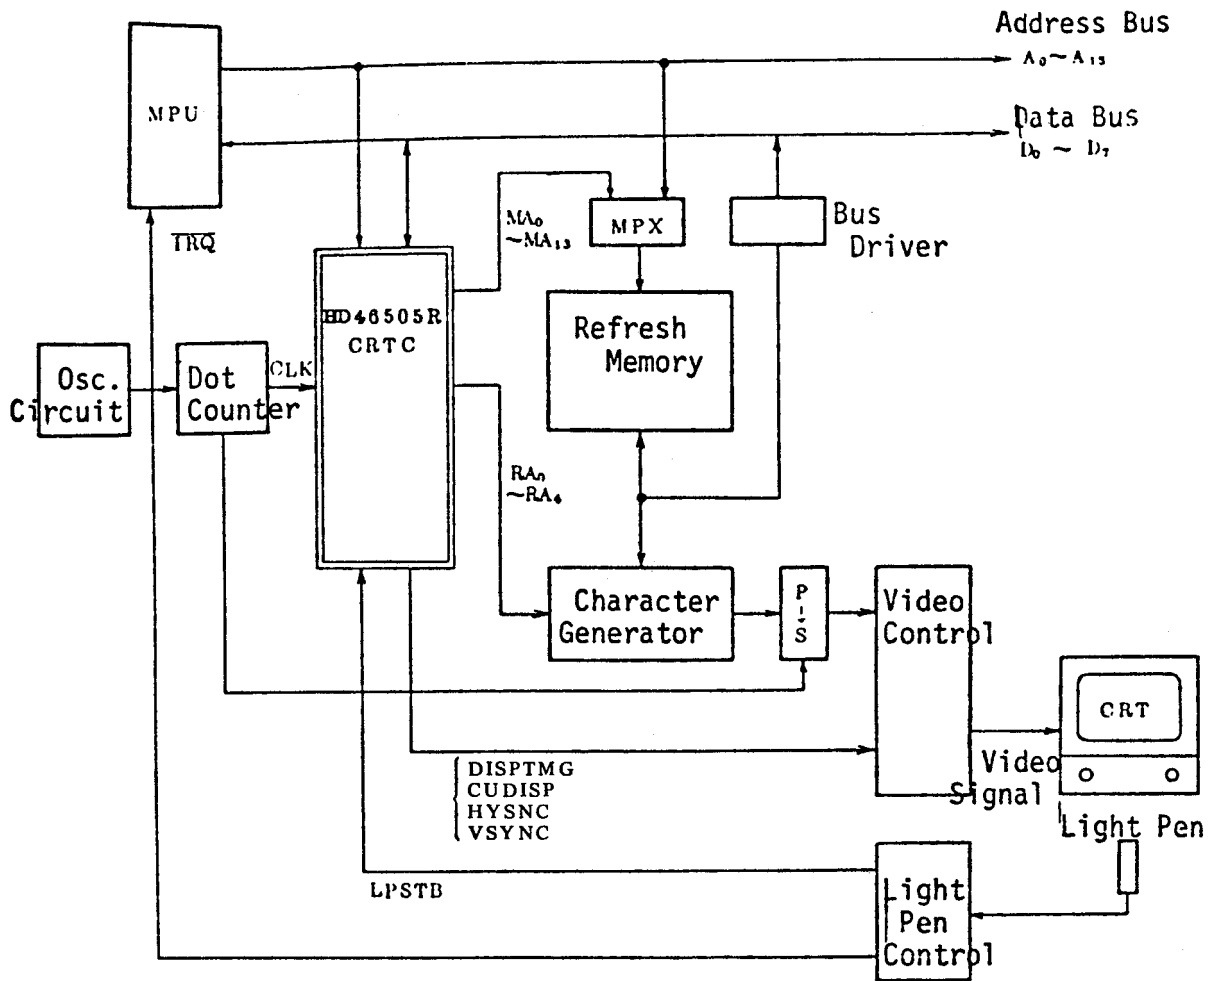 Address Bus
A₀~A₁₅
MPU
Data Bus
D₀ ~ D₇
MA₀
~MA₁₃
MPX
Bus
Driver
IRQ
HD46505R
CRTC
Refresh
Memory
Osc.
Circuit
Dot
Counter
CLK
RA₀
~RA₄
Character
Generator
P
↓
S
Video
Control
CRT
DISPTMG
CUDISP
HYSNC
VSYNC
Video
Signal
Light Pen
LPSTB
Light
Pen
Control